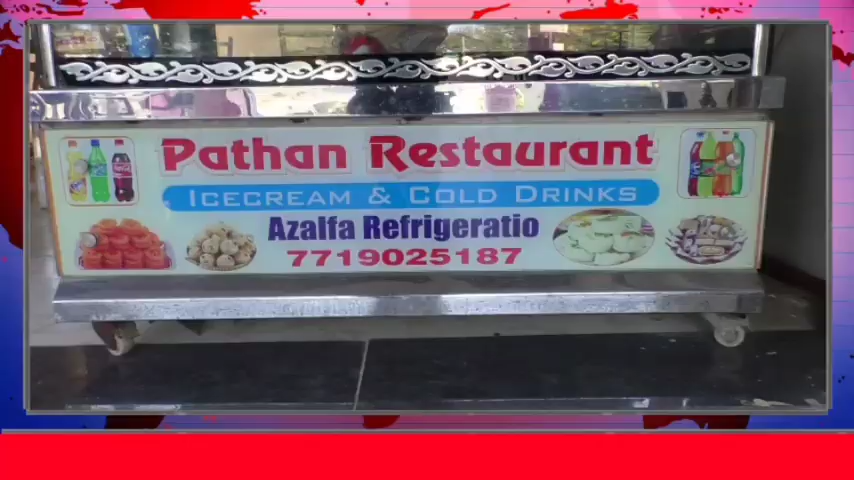 Pathan Restaurant
ICECREAM & COLD DRINKS
Azalfa Refrigeratio
7719025187